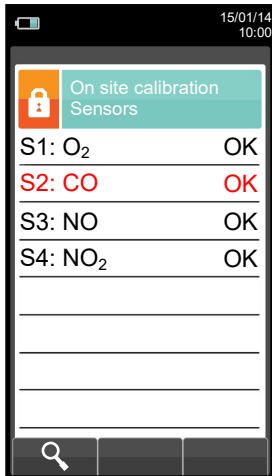 15/01/14
10:00
On site calibration
Sensors
S1: O₂ OK
S2: CO OK
S3: NO OK
S4: NO₂ OK